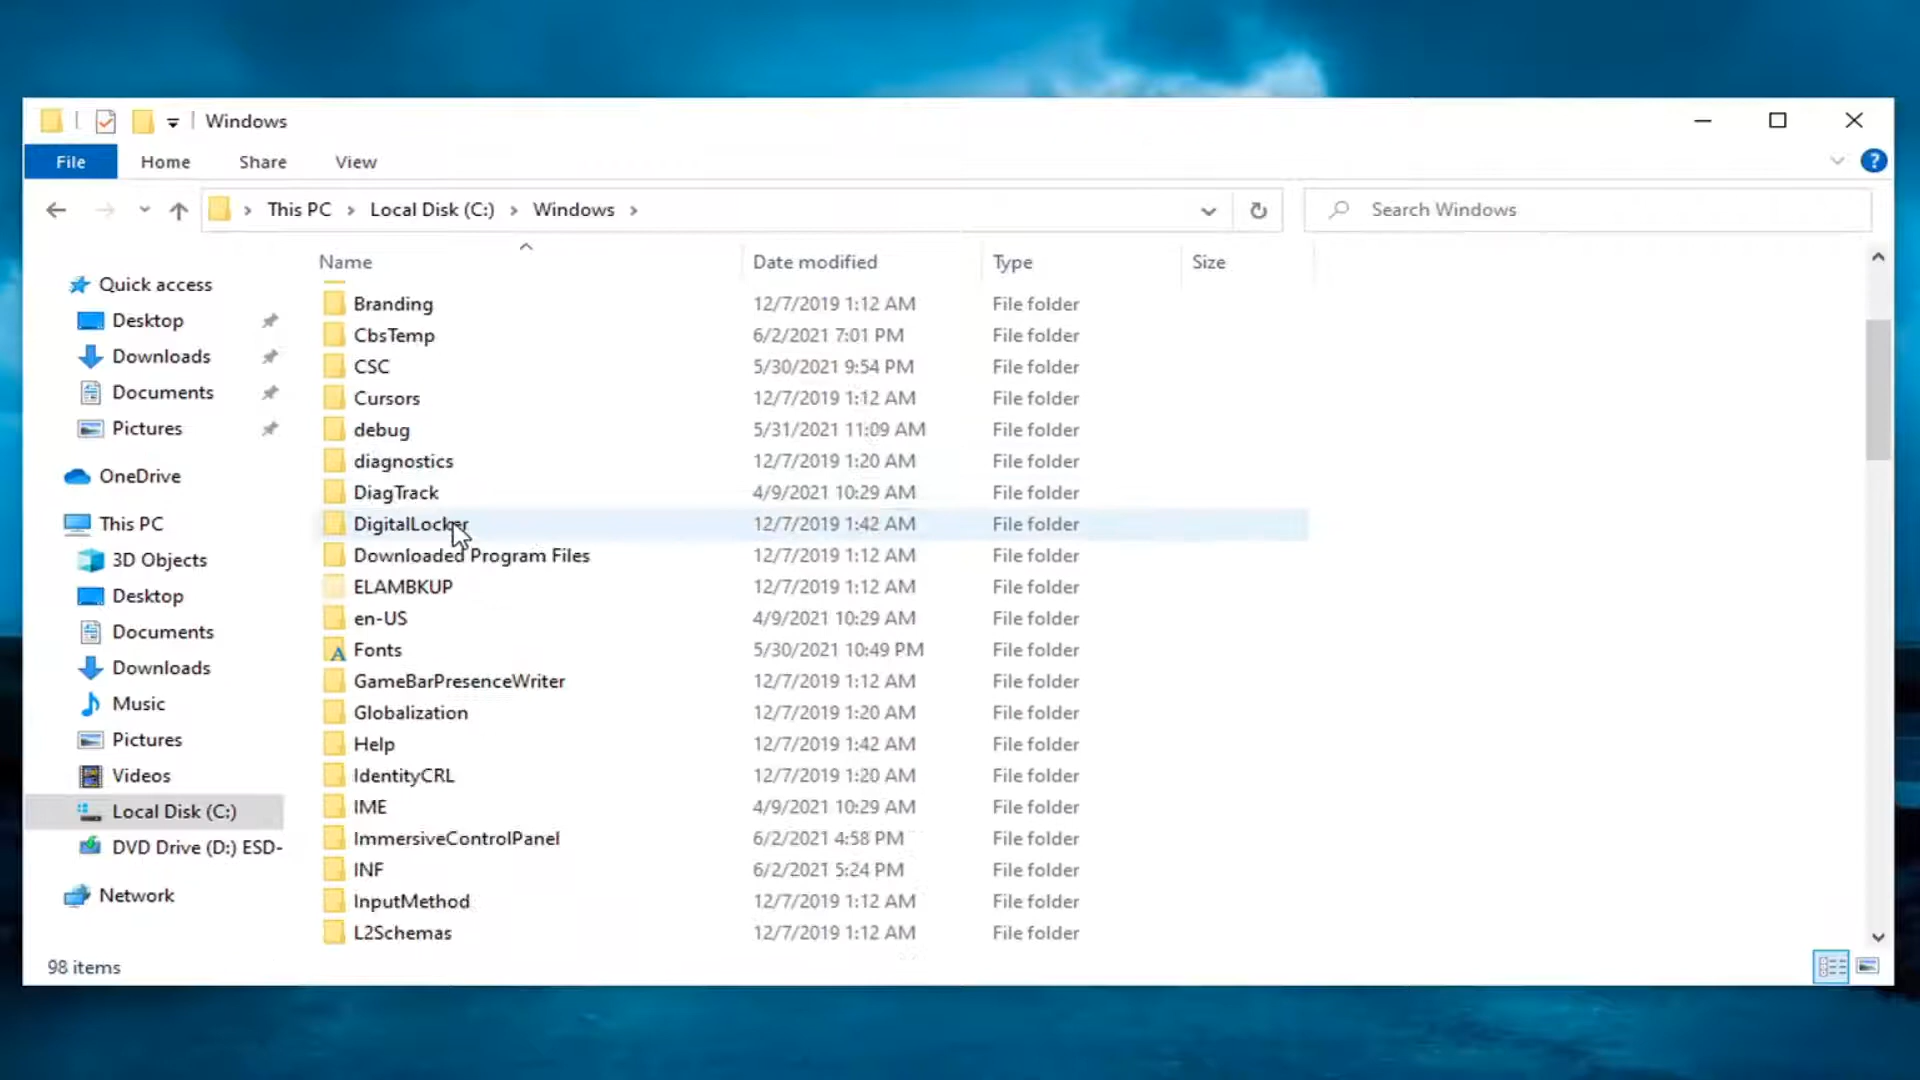 Windows
File Home Share View
This PC Local Disk (C:) Windows
Search Windows
Name Date modified Type Size
Quick access
Desktop
Downloads
Documents
Pictures
OneDrive
This PC
3D Objects
Desktop
Documents
Downloads
Music
Pictures
Videos
Local Disk (C:)
DVD Drive (D:) ESD-
Network
Branding 12/7/2019 1:12 AM File folder
CbsTemp 6/2/2021 7:01 PM File folder
CSC 5/30/2021 9:54 PM File folder
Cursors 12/7/2019 1:12 AM File folder
debug 5/31/2021 11:09 AM File folder
diagnostics 12/7/2019 1:20 AM File folder
DiagTrack 4/9/2021 10:29 AM File folder
DigitalLocker 12/7/2019 1:42 AM File folder
Downloaded Program Files 12/7/2019 1:12 AM File folder
ELAMBKUP 12/7/2019 1:12 AM File folder
en-US 4/9/2021 10:29 AM File folder
Fonts 5/30/2021 10:49 PM File folder
GameBarPresenceWriter 12/7/2019 1:12 AM File folder
Globalization 12/7/2019 1:20 AM File folder
Help 12/7/2019 1:42 AM File folder
IdentityCRL 12/7/2019 1:20 AM File folder
IME 4/9/2021 10:29 AM File folder
ImmersiveControlPanel 6/2/2021 4:58 PM File folder
INF 6/2/2021 5:24 PM File folder
InputMethod 12/7/2019 1:12 AM File folder
L2Schemas 12/7/2019 1:12 AM File folder
98 items